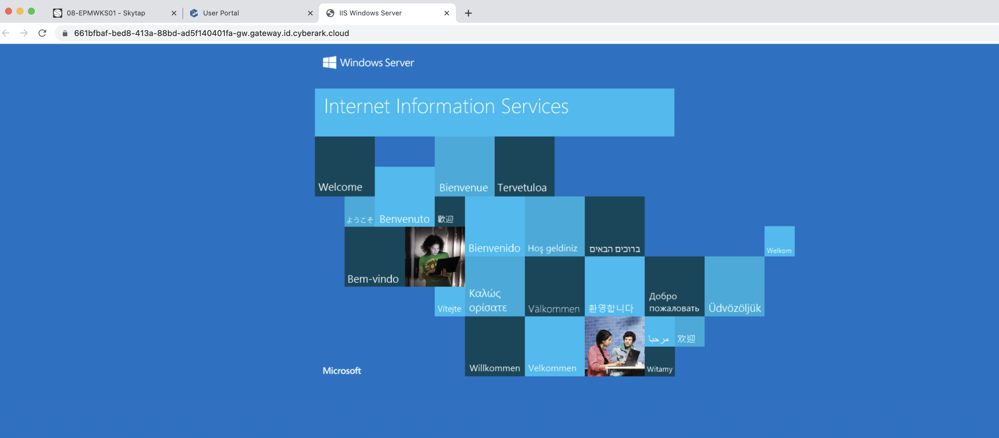 08-EPMWKS01 - Skytap
User Portal
IIS Windows Server
661bfbaf-bed8-413a-88bd-ad5f140401fa-gw.gateway.id.cyberark.cloud
Windows Server
Internet Information Services
Welcome
Bienvenue
Tervetuloa
ようこそ
Benvenuto
歡迎
Bienvenido
Hoş geldiniz
ברוכים הבאים
Welkom
Bem-vindo
Vítejte
Καλώς
ορίσατε
Välkommen
환영합니다
Добро
пожаловать
Üdvözöljük
مرحبا
欢迎
Willkommen
Velkommen
Witamy
Microsoft